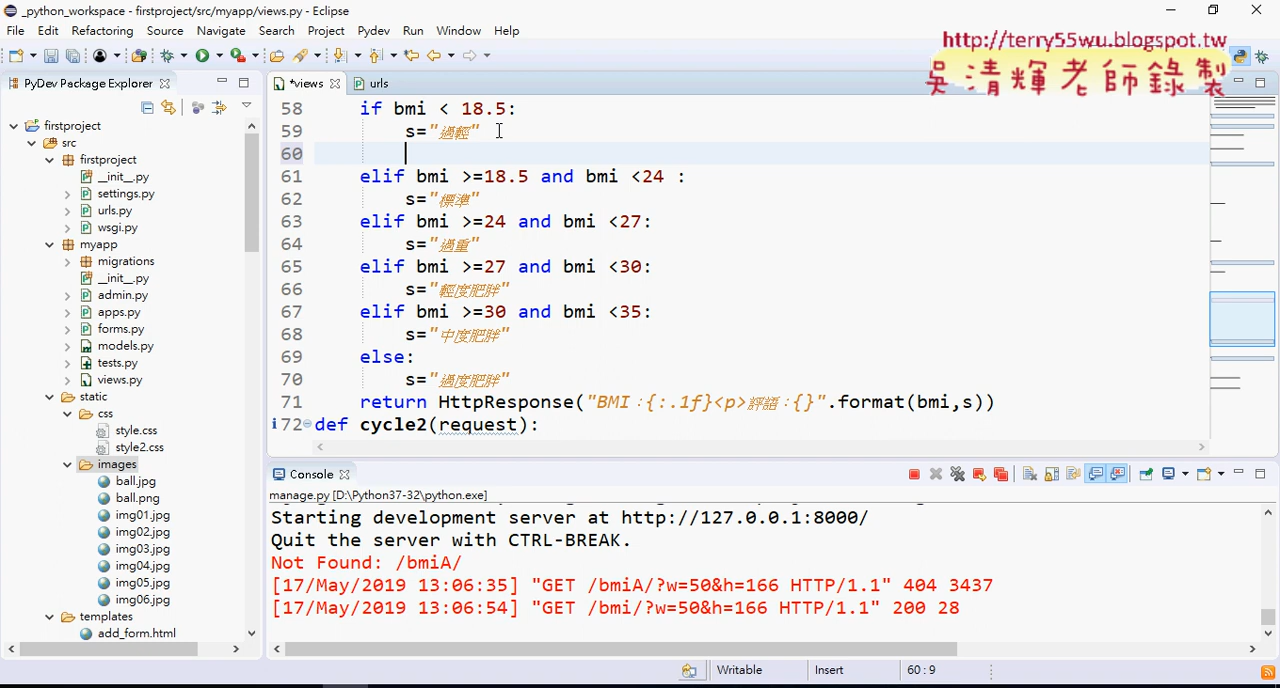 _python_workspace - firstproject/src/myapp/views.py - Eclipse
File Edit Refactoring Source Navigate Search Project Pydev Run Window Help
http://terry55wu.blogspot.tw
吳清輝老師錄製
PyDev Package Explorer
*views
urls
firstproject
src
firstproject
__init__.py
settings.py
urls.py
wsgi.py
myapp
migrations
__init__.py
admin.py
apps.py
forms.py
models.py
tests.py
views.py
static
css
style.css
style2.css
images
ball.jpg
ball.png
img01.jpg
img02.jpg
img03.jpg
img04.jpg
img05.jpg
img06.jpg
templates
add_form.html
58 if bmi < 18.5:
59 s="過輕"
60
61 elif bmi >=18.5 and bmi <24 :
62 s="標準"
63 elif bmi >=24 and bmi <27:
64 s="過重"
65 elif bmi >=27 and bmi <30:
66 s="輕度肥胖"
67 elif bmi >=30 and bmi <35:
68 s="中度肥胖"
69 else:
70 s="過度肥胖"
71 return HttpResponse("BMI：{:.1f}<p>評語：{}".format(bmi,s))
72 def cycle2(request):
Console
manage.py [D:\Python37-32\python.exe]
Starting development server at http://127.0.0.1:8000/
Quit the server with CTRL-BREAK.
Not Found: /bmiA/
[17/May/2019 13:06:35] "GET /bmiA/?w=50&h=166 HTTP/1.1" 404 3437
[17/May/2019 13:06:54] "GET /bmi/?w=50&h=166 HTTP/1.1" 200 28
Writable
Insert
60 : 9